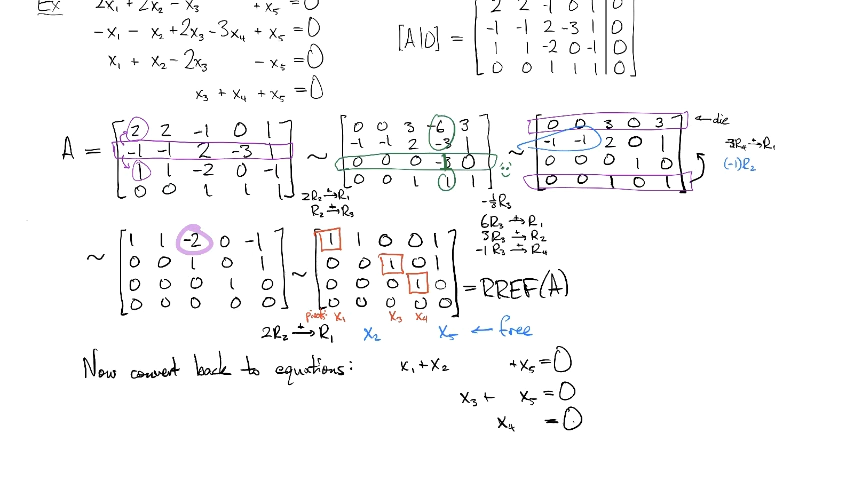 Ex 2x₁ + 2x₂ - x₃ + x₅ = 0
-x₁ - x₂ + 2x₃ - 3x₄ + x₅ = 0
x₁ + x₂ - 2x₃ - x₅ = 0
x₃ + x₄ + x₅ = 0
[A|0] =
2 2 -1 0 1 | 0
-1 -1 2 -3 1 | 0
1 1 -2 0 -1 | 0
0 0 1 1 1 | 0
A =
2 2 -1 0 1
-1 -1 2 -3 1
1 1 -2 0 -1
0 0 1 1 1
~
2R₂ +→ R₁
R₂ +→ R₃
0 0 3 -6 3
-1 -1 2 -3 1
0 0 0 -3 0
0 0 1 1 1
~
-⅓R₃
6R₃ +→ R₁
3R₃ +→ R₂
-1R₃ +→ R₄
0 0 3 0 3 ← die
-1 -1 2 0 1
0 0 0 1 0
0 0 1 0 1
-3R₄ +→ R₁
(-1)R₂
~
1 1 -2 0 -1
0 0 1 0 1
0 0 0 1 0
0 0 0 0 0
~
2R₂ +→ R₁
1 1 0 0 1
0 0 1 0 1
0 0 0 1 0
0 0 0 0 0
= RREF(A)
pivots x₁ x₃ x₄
x₂ x₅ ← free
Now convert back to equations: x₁ + x₂ + x₅ = 0
x₃ + x₅ = 0
x₄ = 0